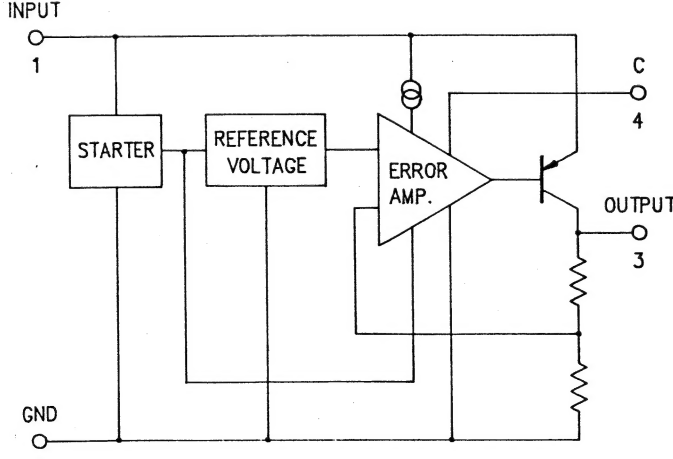 INPUT
1
C
4
STARTER
REFERENCE
VOLTAGE
ERROR
AMP.
OUTPUT
3
GND